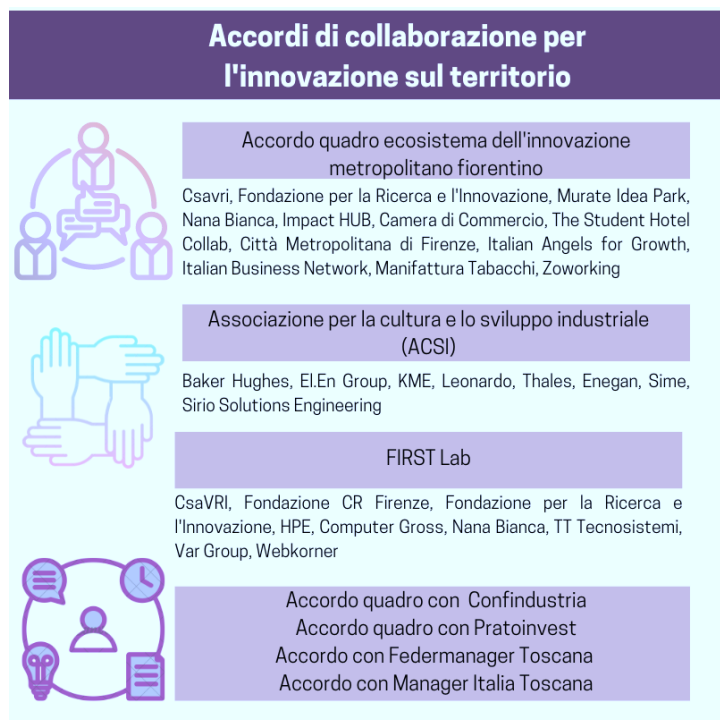 Accordi di collaborazione per
l'innovazione sul territorio
Accordo quadro ecosistema dell'innovazione
metropolitano fiorentino
Csavri, Fondazione per la Ricerca e l'Innovazione, Murate Idea Park,
Nana Bianca, Impact HUB, Camera di Commercio, The Student Hotel
Collab, Città Metropolitana di Firenze, Italian Angels for Growth,
Italian Business Network, Manifattura Tabacchi, Zoworking
Associazione per la cultura e lo sviluppo industriale
(ACSI)
Baker Hughes, El.En Group, KME, Leonardo, Thales, Enegan, Sime,
Sirio Solutions Engineering
FIRST Lab
CsaVRI, Fondazione CR Firenze, Fondazione per la Ricerca e
l'Innovazione, HPE, Computer Gross, Nana Bianca, TT Tecnosistemi,
Var Group, Webkorner
Accordo quadro con Confindustria
Accordo quadro con Pratoinvest
Accordo con Federmanager Toscana
Accordo con Manager Italia Toscana